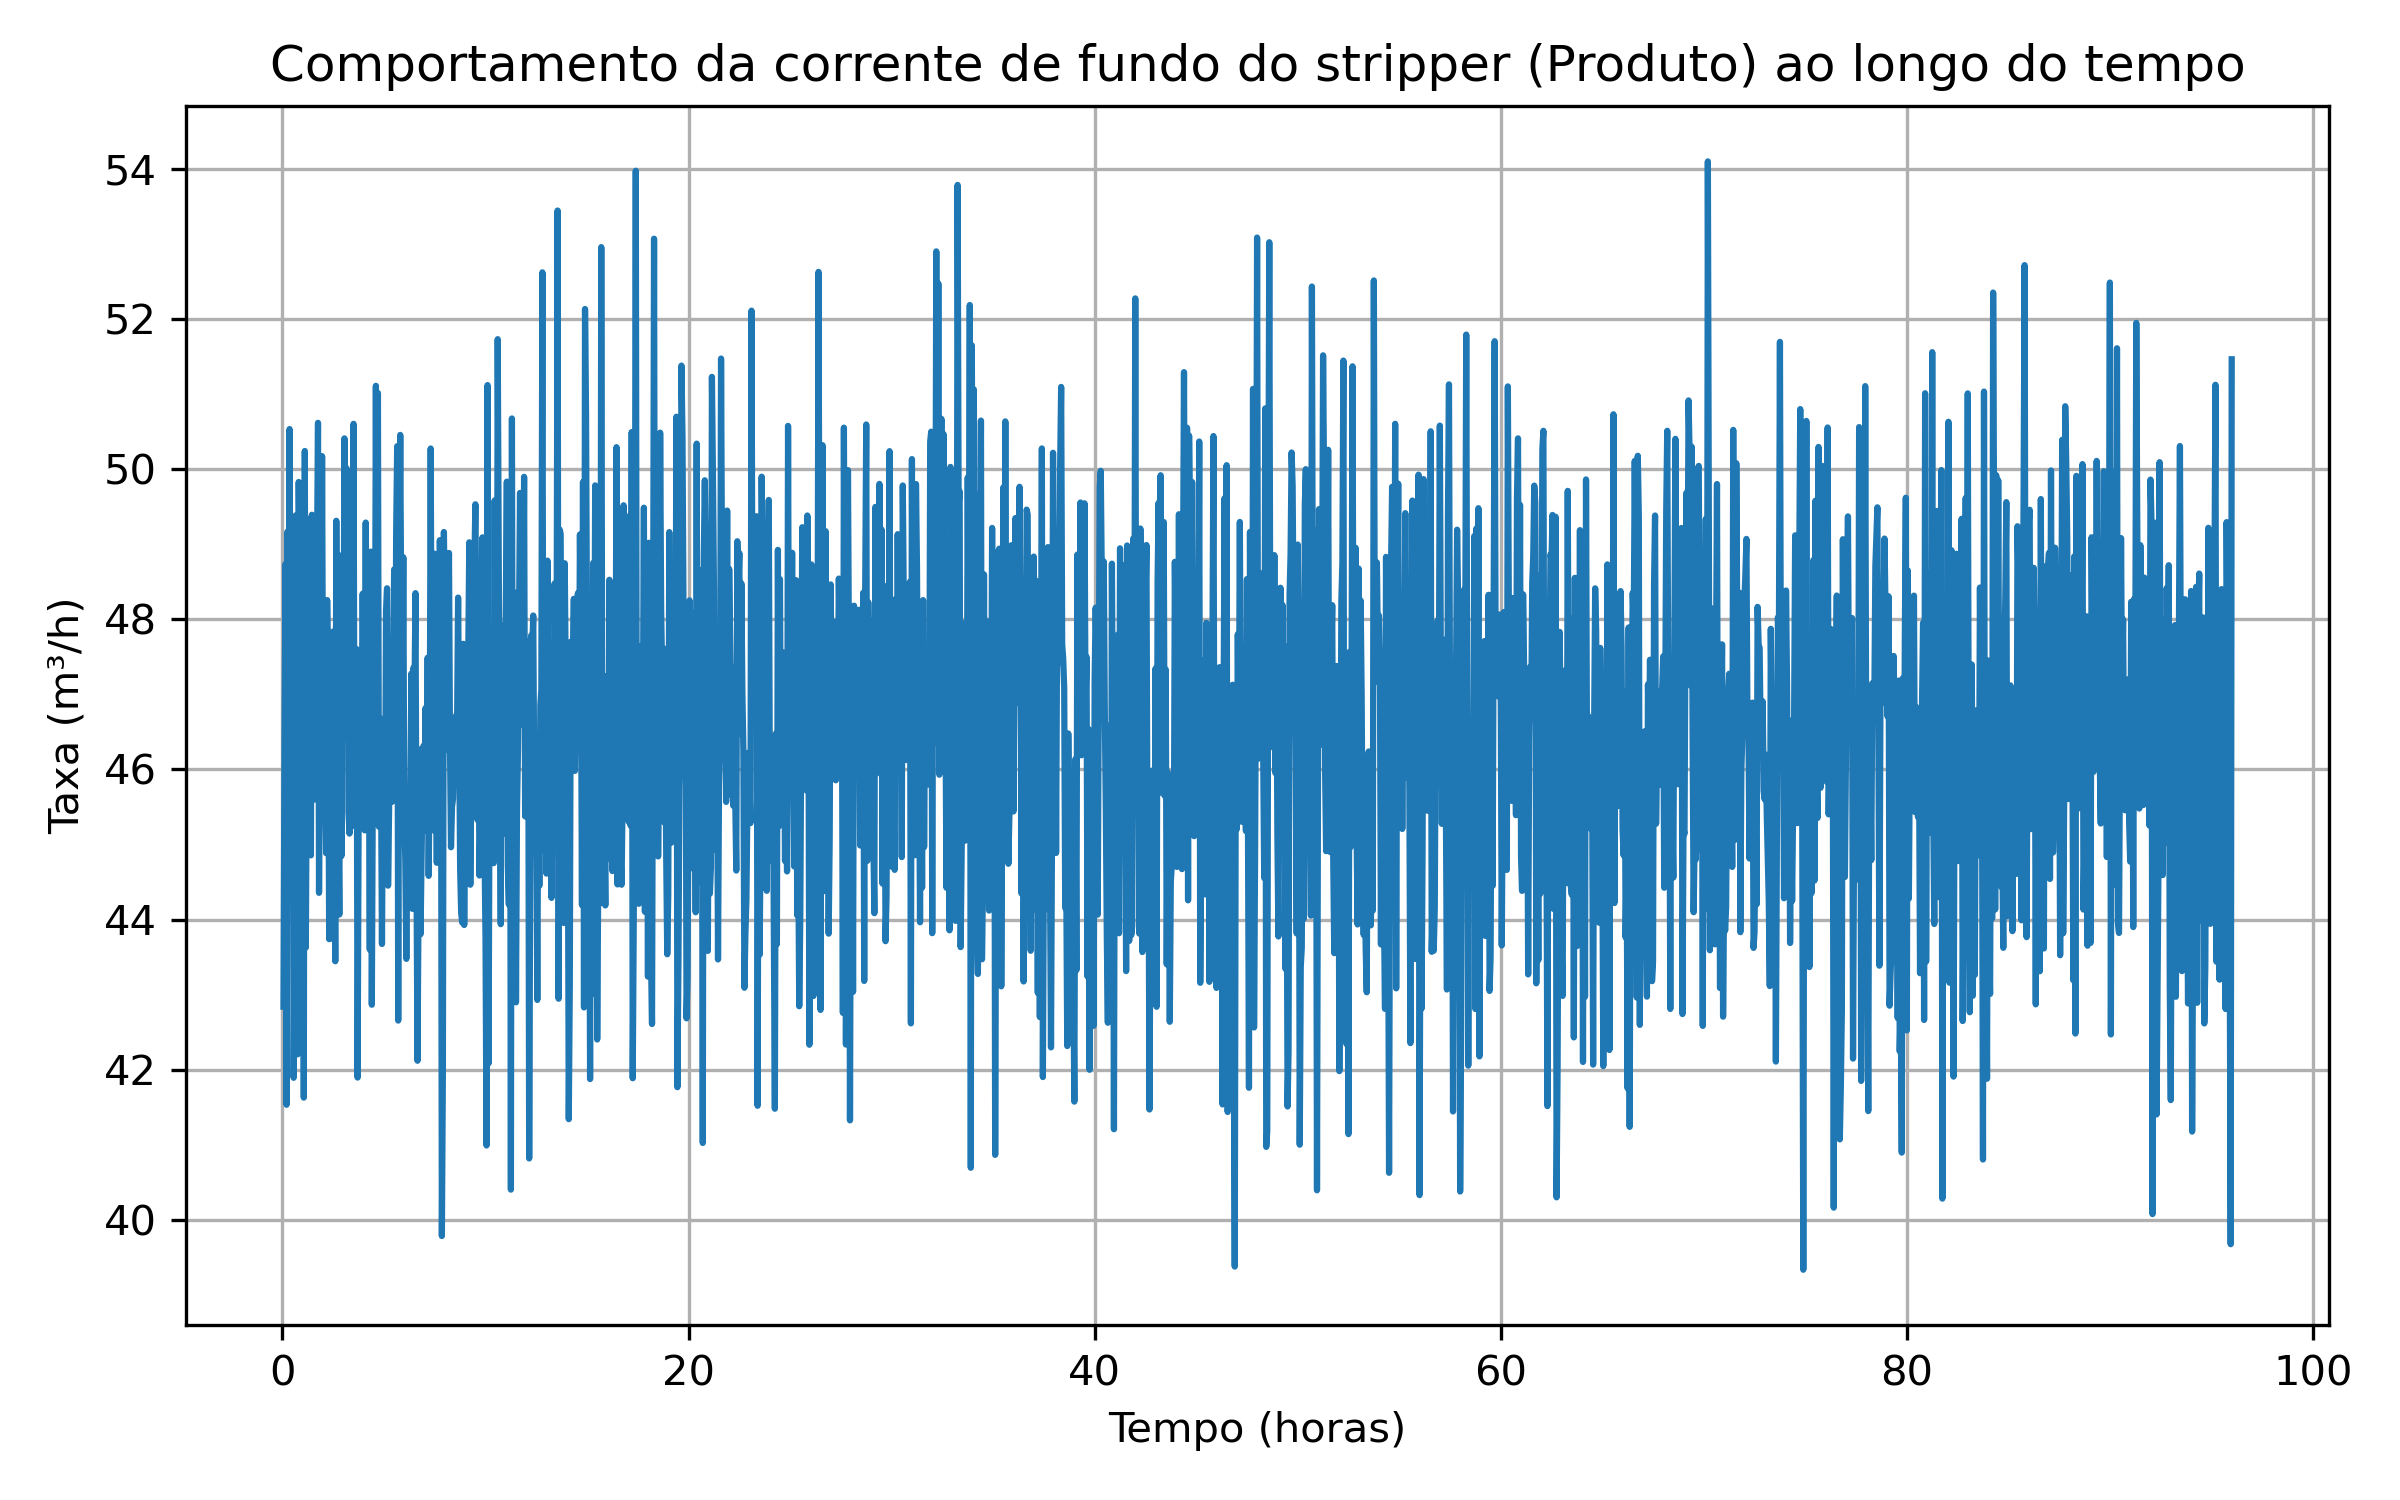 Comportamento da corrente de fundo do stripper (Produto) ao longo do tempo
54
52
50
48
46
44
42
40
Taxa (m³/h)
0 20 40 60 80 100
Tempo (horas)